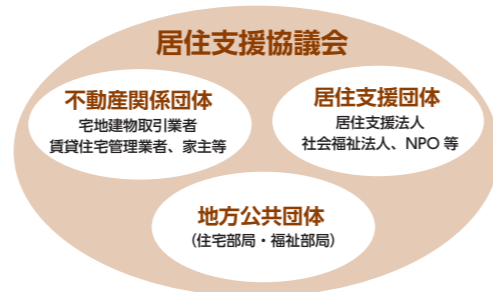 居住支援協議会
不動産関係団体
宅地建物取引業者
賃貸住宅管理業者、家主等
居住支援団体
居住支援法人
社会福祉法人、NPO 等
地方公共団体
（住宅部局・福祉部局）